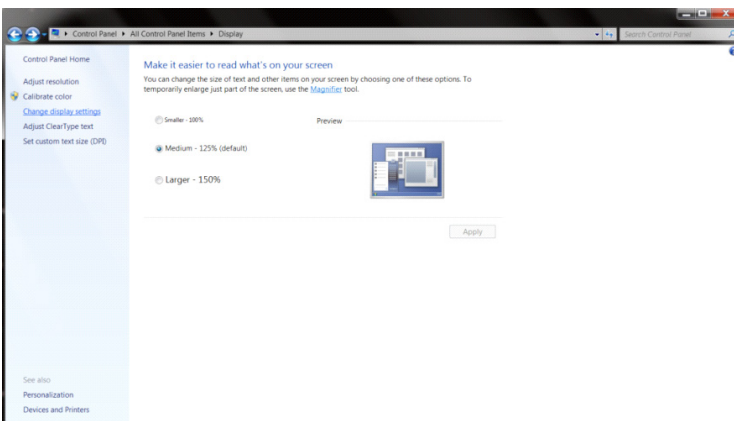 Control Panel ▸ All Control Panel Items ▸ Display
Search Control Panel
Control Panel Home
Adjust resolution
Calibrate color
Change display settings
Adjust ClearType text
Set custom text size (DPI)
See also
Personalization
Devices and Printers
Make it easier to read what's on your screen
You can change the size of text and other items on your screen by choosing one of these options. To
temporarily enlarge just part of the screen, use the Magnifier tool.
Smaller - 100%
Preview
Medium - 125% (default)
Larger - 150%
Apply